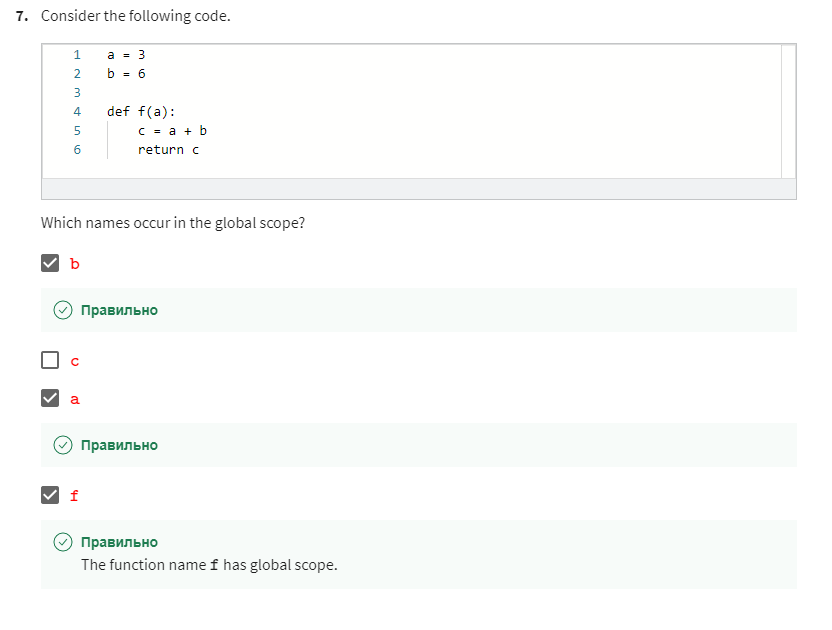 7. Consider the following code.
1 a = 3
2 b = 6
3
4 def f(a):
5     c = a + b
6     return c
Which names occur in the global scope?
b
Правильно
c
a
Правильно
f
Правильно
The function name f has global scope.